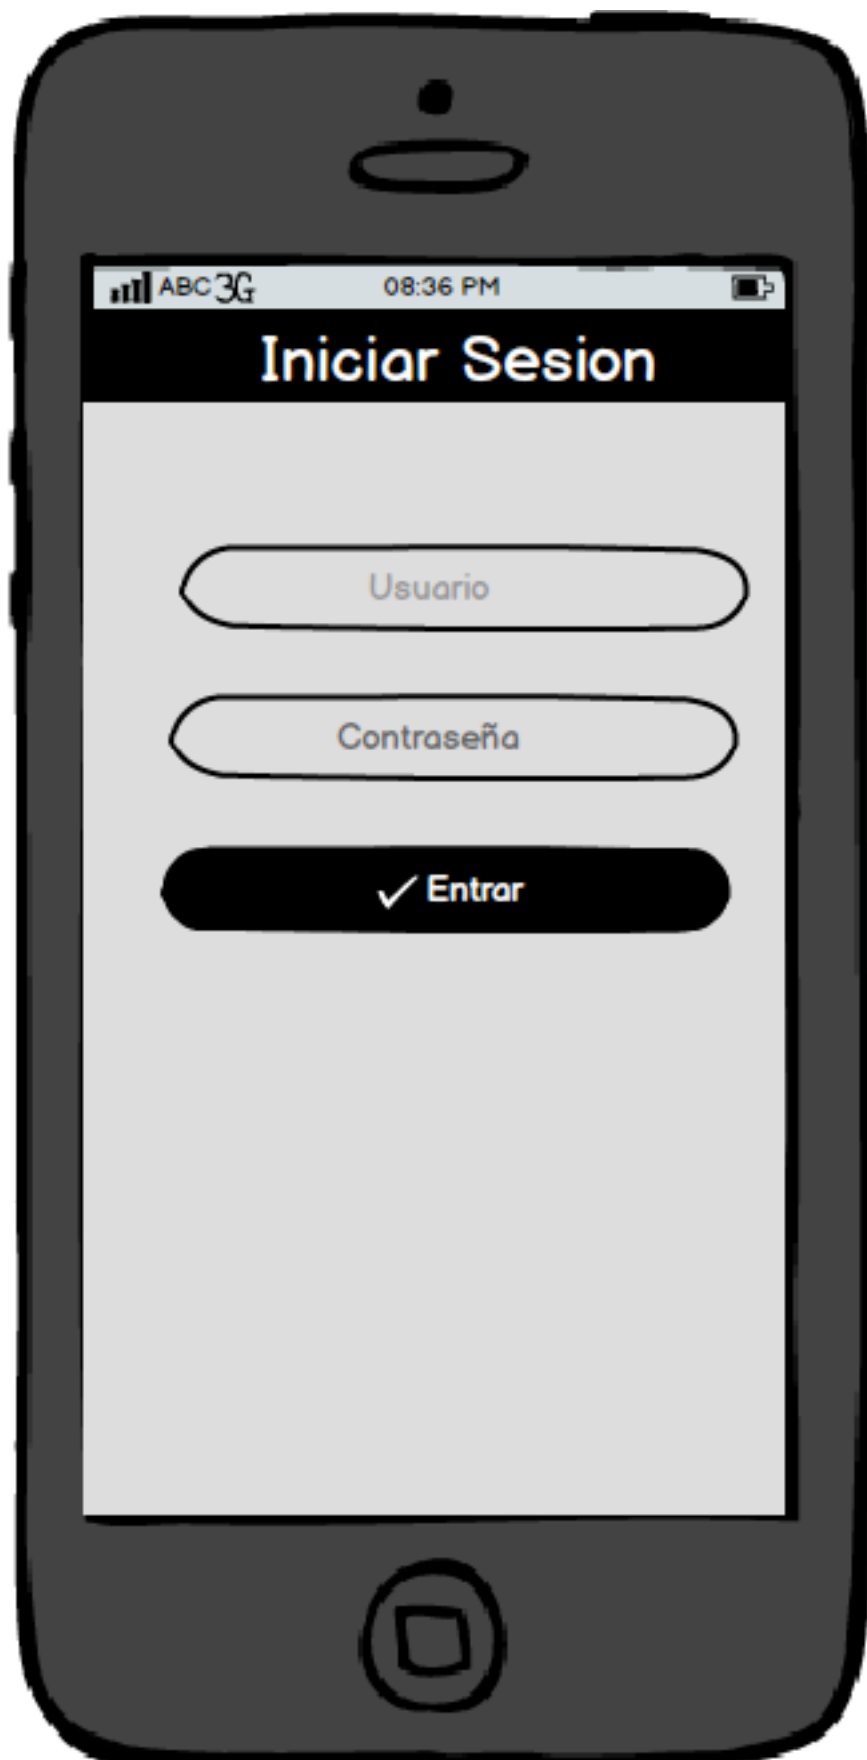 ABC 3G 08:36 PM
Iniciar Sesion
Usuario
Contraseña
Entrar